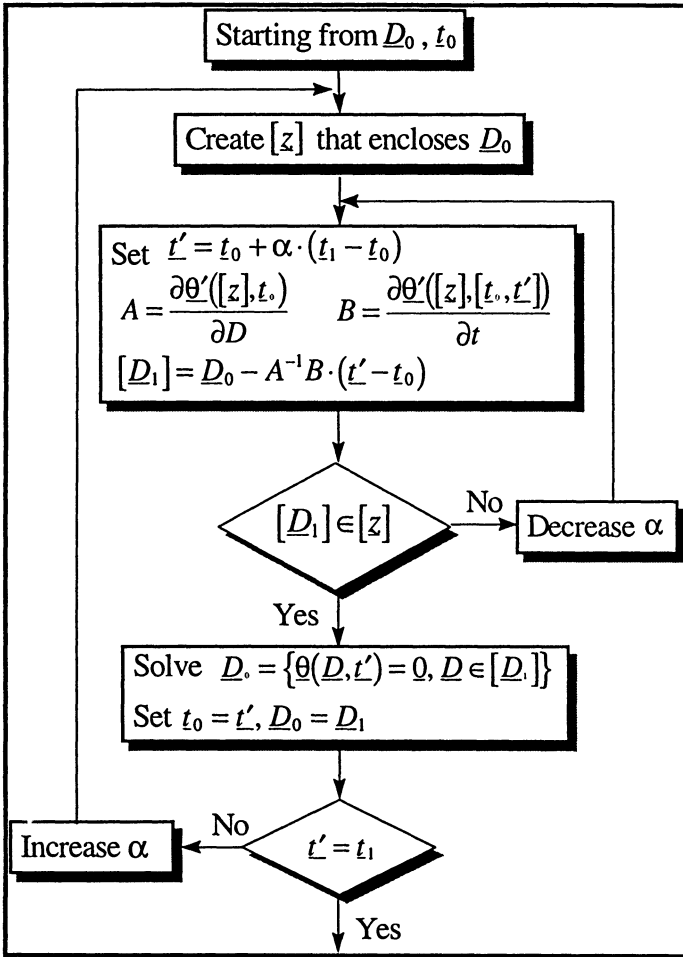 Starting from D₀ , t₀
Create [z] that encloses D₀
Set t' = t₀ + α·(t₁ − t₀)
A = ∂θ'([z],t₀)/∂D B = ∂θ'([z],[t₀,t'])/∂t
[D₁] = D₀ − A⁻¹B·(t' − t₀)
[D₁] ∈ [z]
No
Decrease α
Yes
Solve D₀ = {θ(D,t') = 0, D ∈ [D₁]}
Set t₀ = t', D₀ = D₁
No
Increase α
t' = t₁
Yes